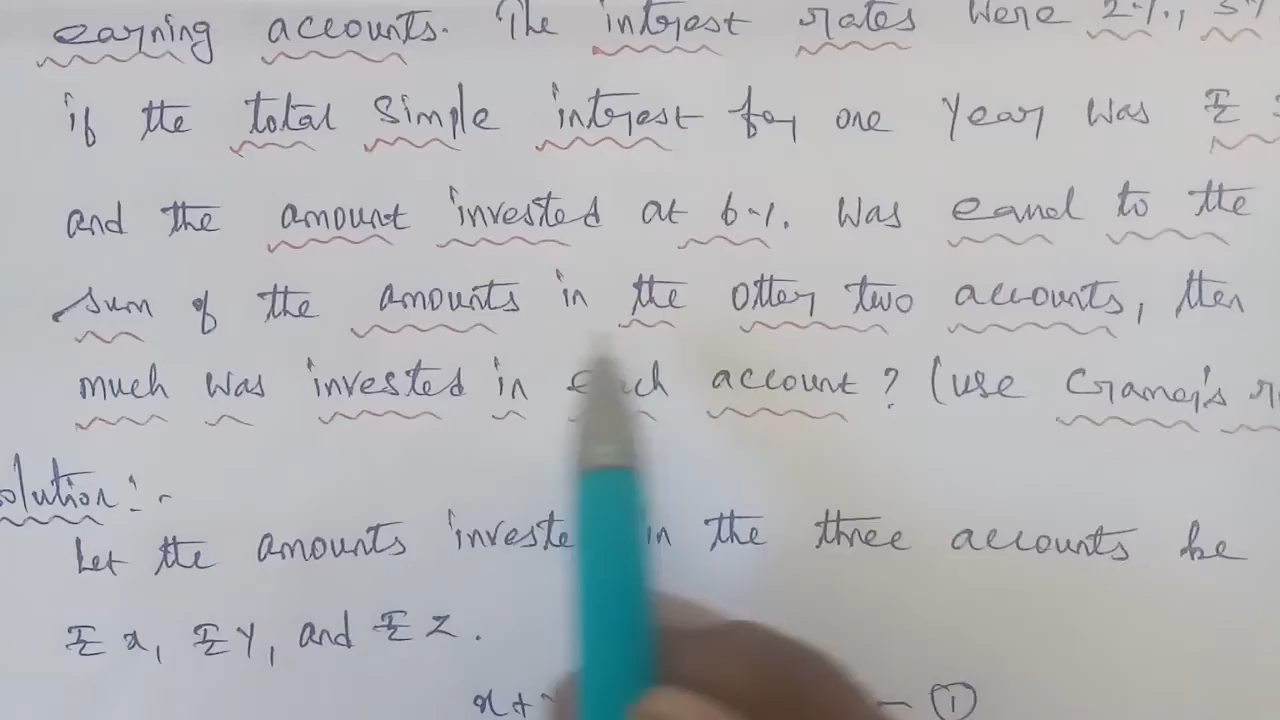 earning accounts. The interest rates were 2%, 5%
if the total simple interest for one year was ₹
and the amount invested at 6%. was equal to the
sum of the amounts in the other two accounts, then
much was invested in each account? (use Cramer's
solution:-
Let the amounts invested in the three accounts be
₹ x, ₹ y, and ₹ z.
x+ — ①